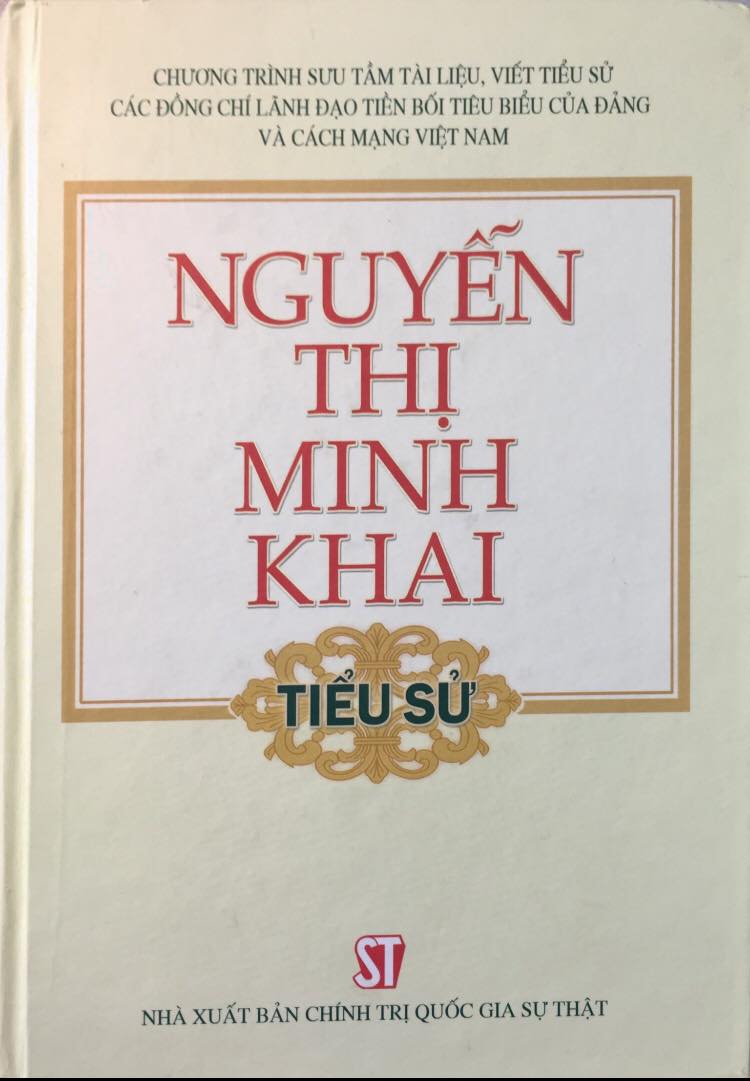 CHƯƠNG TRÌNH SƯU TẦM TÀI LIỆU, VIẾT TIỂU SỬ
CÁC ĐỒNG CHÍ LÃNH ĐẠO TIỀN BỐI TIÊU BIỂU CỦA ĐẢNG
VÀ CÁCH MẠNG VIỆT NAM
NGUYỄN
THỊ
MINH
KHAI
TIỂU SỬ
ST
NHÀ XUẤT BẢN CHÍNH TRỊ QUỐC GIA SỰ THẬT